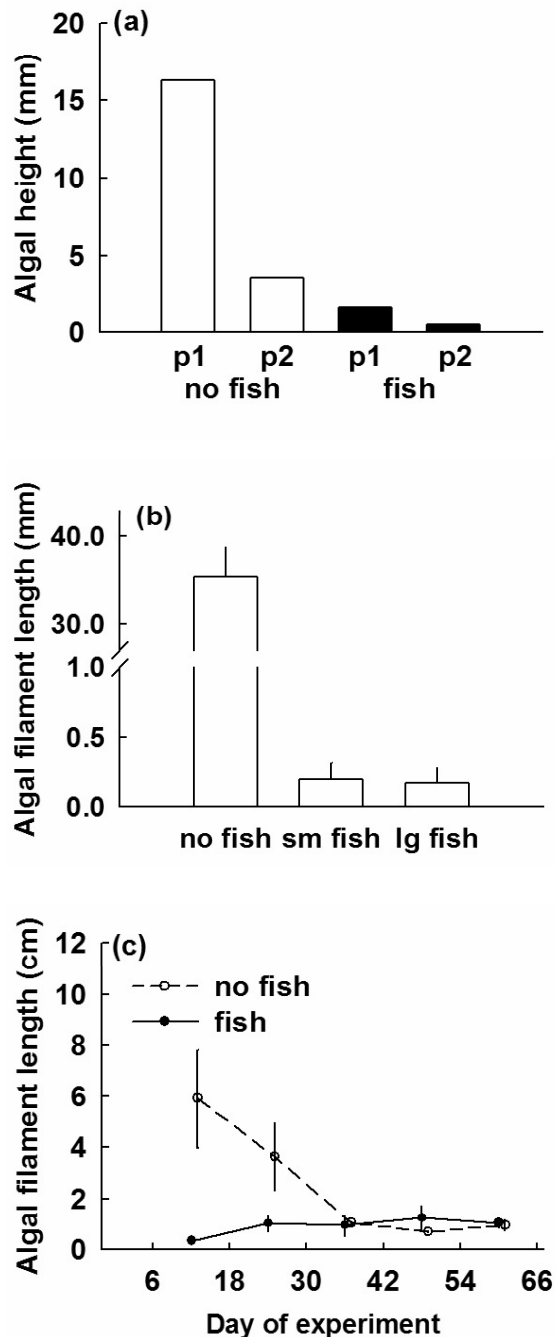 (a)
Algal height (mm)
20
15
10
5
0
p1 p2 p1 p2
no fish fish
(b)
Algal filament length (mm)
40.0
30.0
1.0
0.5
0.0
no fish sm fish lg fish
(c)
Algal filament length (cm)
12
10
8
6
4
2
0
no fish
fish
6 18 30 42 54 66
Day of experiment